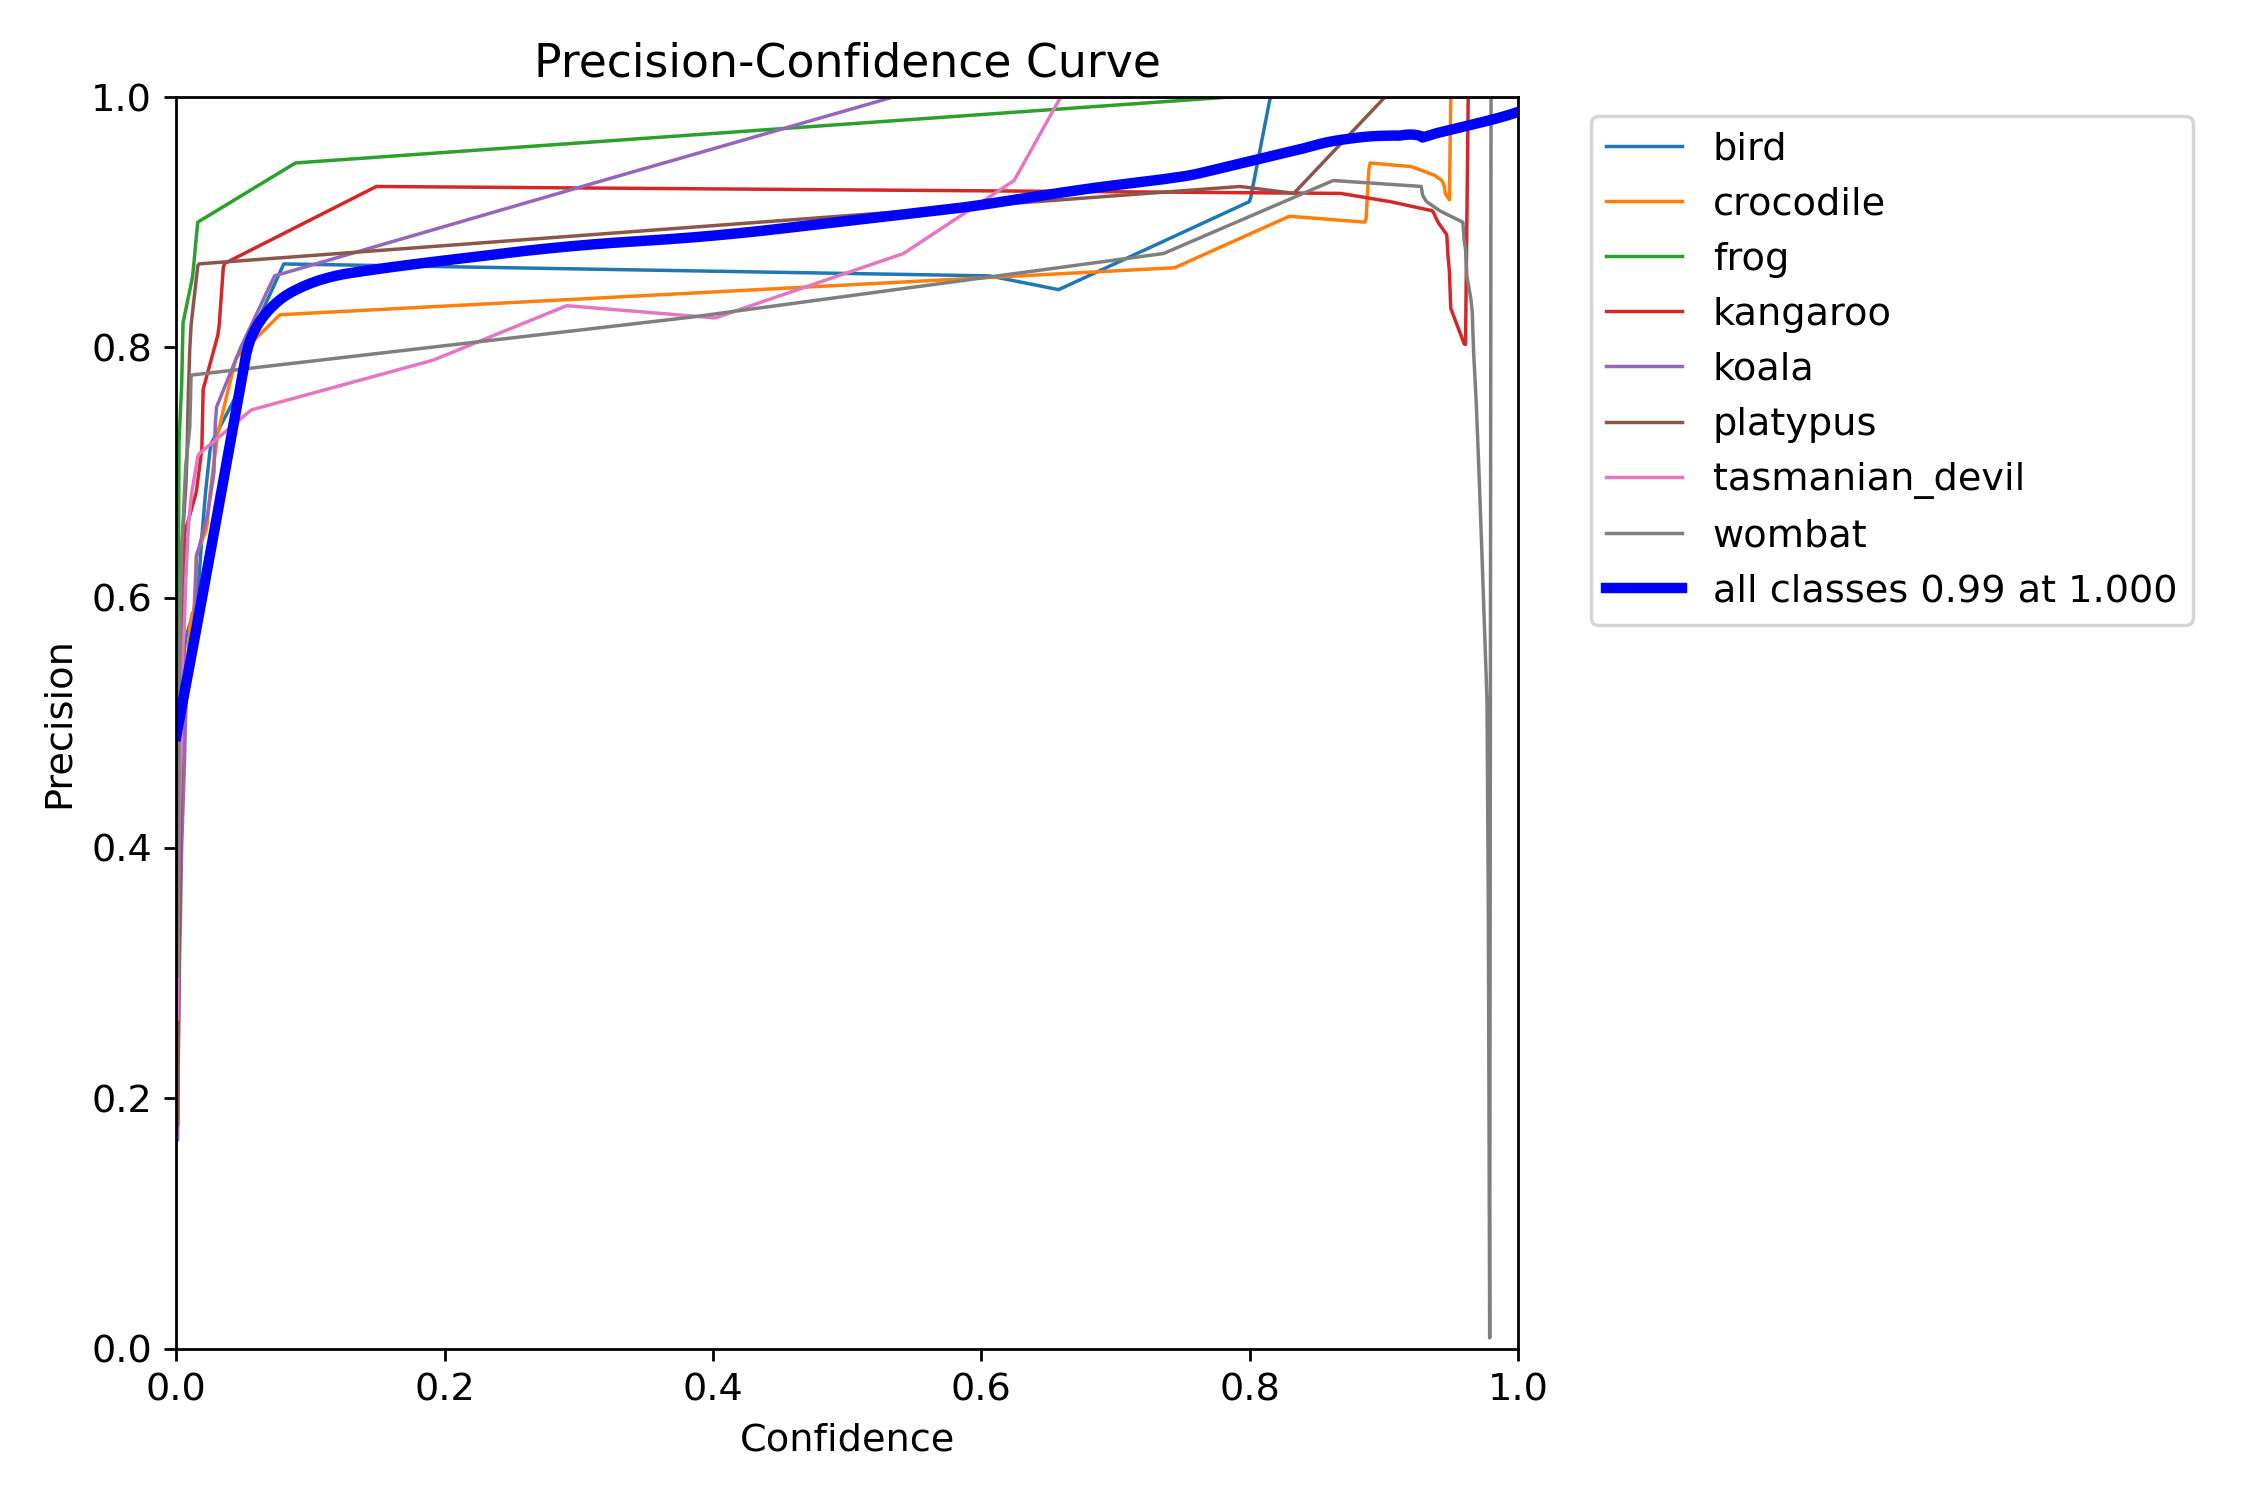 Precision-Confidence Curve
1.0
0.8
0.6
0.4
0.2
0.0
Precision
0.0 0.2 0.4 0.6 0.8 1.0
Confidence
bird
crocodile
frog
kangaroo
koala
platypus
tasmanian_devil
wombat
all classes 0.99 at 1.000